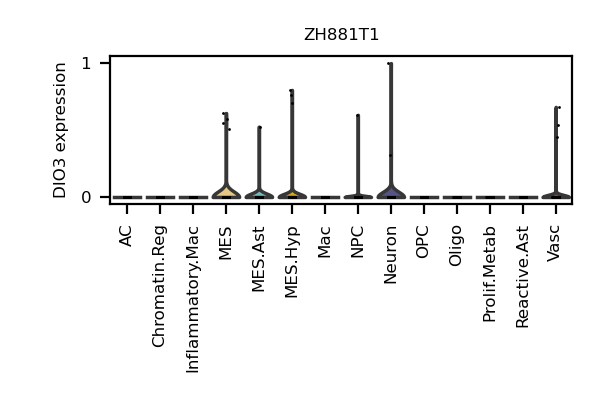 ZH881T1
DIO3 expression
1
0
AC
Chromatin.Reg
Inflammatory.Mac
MES
MES.Ast
MES.Hyp
Mac
NPC
Neuron
OPC
Oligo
Prolif.Metab
Reactive.Ast
Vasc